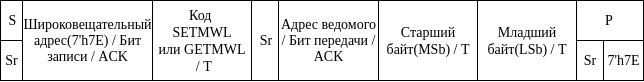 S
Sr
Широковещательный
адрес(7'h7E) / Бит
записи / ACK
Код
SETMWL
или GETMWL
/ T
Sr
Адрес ведомого
/ Бит передачи /
ACK
Старший
байт(MSb) / T
Младший
байт(LSb) / T
P
Sr
7'h7E